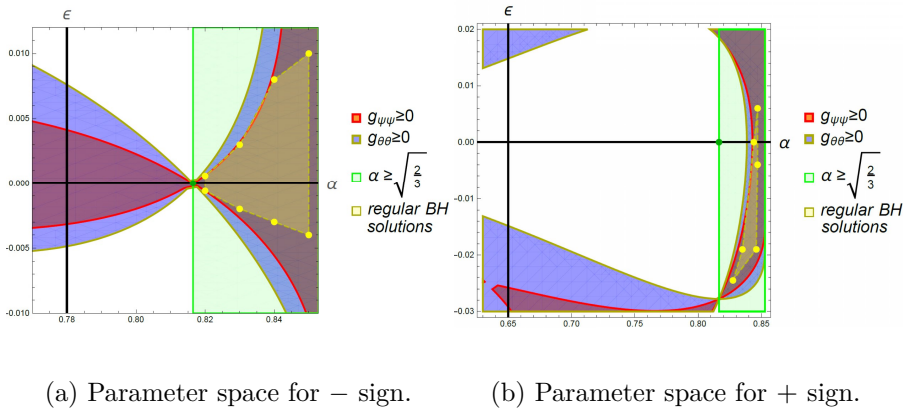 ϵ
0.010
0.005
0.000
-0.005
-0.010
0.78
0.80
0.82
0.84
α
g_ψψ≥0
g_θθ≥0
α ≥ √(2/3)
regular BH
solutions
(a) Parameter space for − sign.
ϵ
0.02
0.01
0.00
-0.01
-0.02
-0.03
0.65
0.70
0.75
0.80
0.85
α
g_ψψ≥0
g_θθ≥0
α ≥ √(2/3)
regular BH
solutions
(b) Parameter space for + sign.